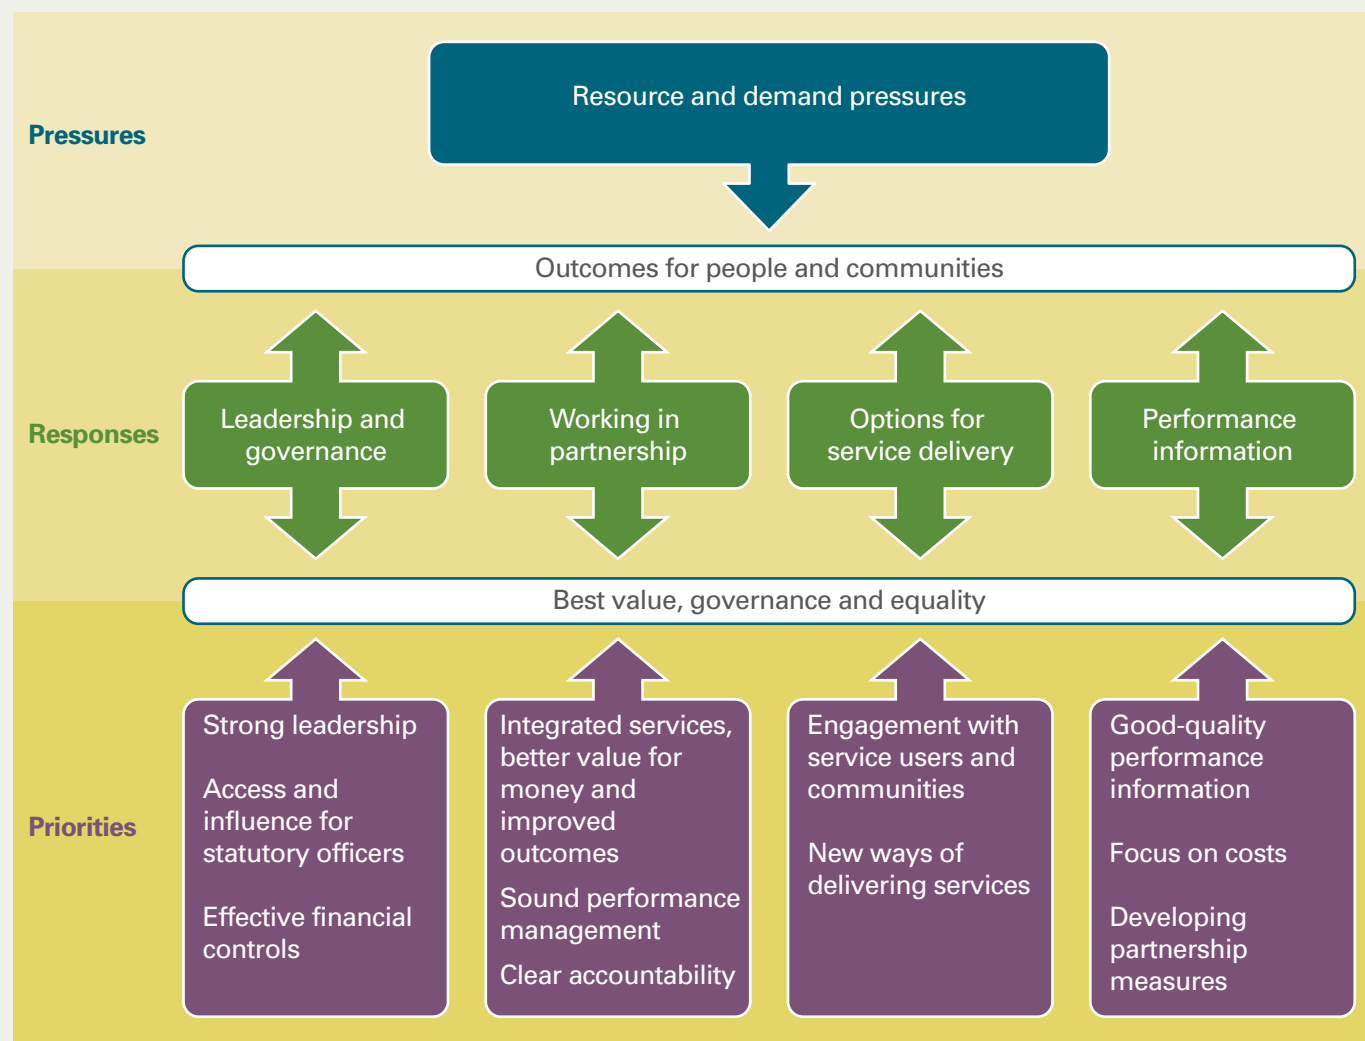 Pressures
Resource and demand pressures
Outcomes for people and communities
Responses
Leadership and
governance
Working in
partnership
Options for
service delivery
Performance
information
Best value, governance and equality
Priorities
Strong leadership
Access and
influence for
statutory officers
Effective financial
controls
Integrated services,
better value for
money and
improved
outcomes
Sound performance
management
Clear accountability
Engagement with
service users and
communities
New ways of
delivering services
Good-quality
performance
information
Focus on costs
Developing
partnership
measures